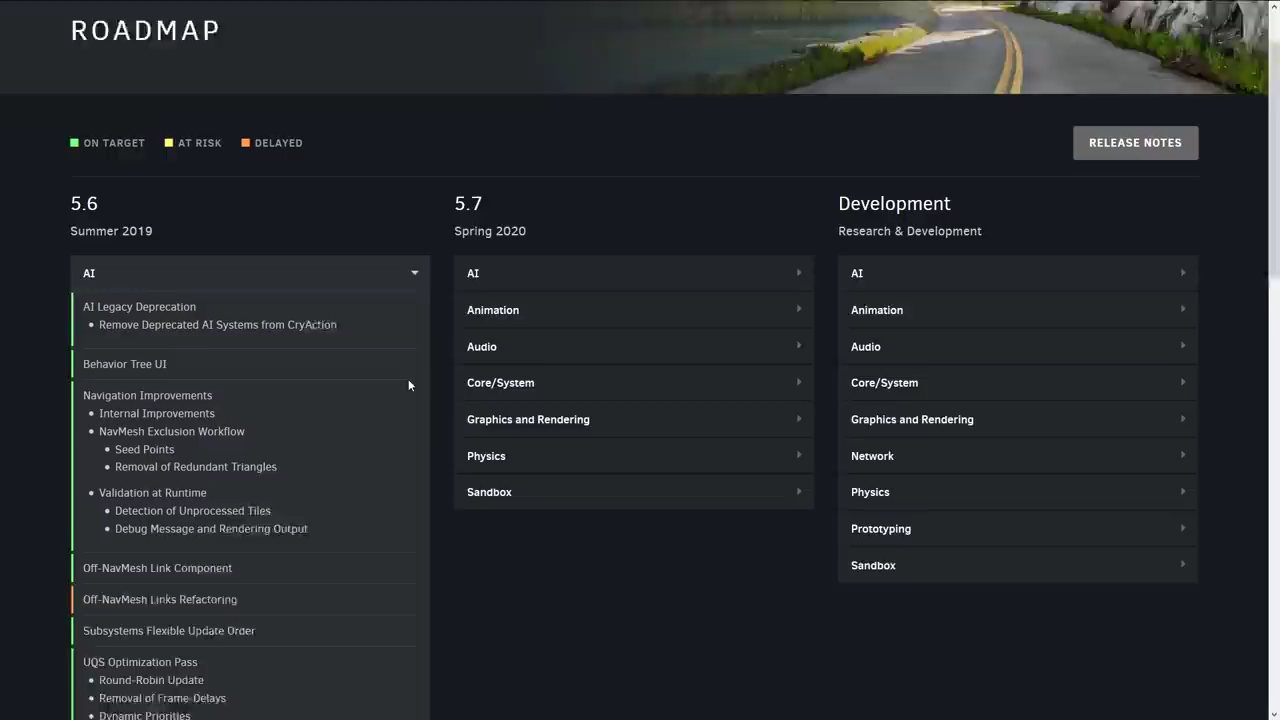 ROADMAP
ON TARGET
AT RISK
DELAYED
RELEASE NOTES
5.6
Summer 2019
AI
AI Legacy Deprecation
Remove Deprecated AI Systems from CryAction
Behavior Tree UI
Navigation Improvements
Internal Improvements
NavMesh Exclusion Workflow
Seed Points
Removal of Redundant Triangles
Validation at Runtime
Detection of Unprocessed Tiles
Debug Message and Rendering Output
Off-NavMesh Link Component
Off-NavMesh Links Refactoring
Subsystems Flexible Update Order
UQS Optimization Pass
Round-Robin Update
Removal of Frame-Delays
Dynamic Priorities
5.7
Spring 2020
AI
Animation
Audio
Core/System
Graphics and Rendering
Physics
Sandbox
Development
Research & Development
AI
Animation
Audio
Core/System
Graphics and Rendering
Network
Physics
Prototyping
Sandbox